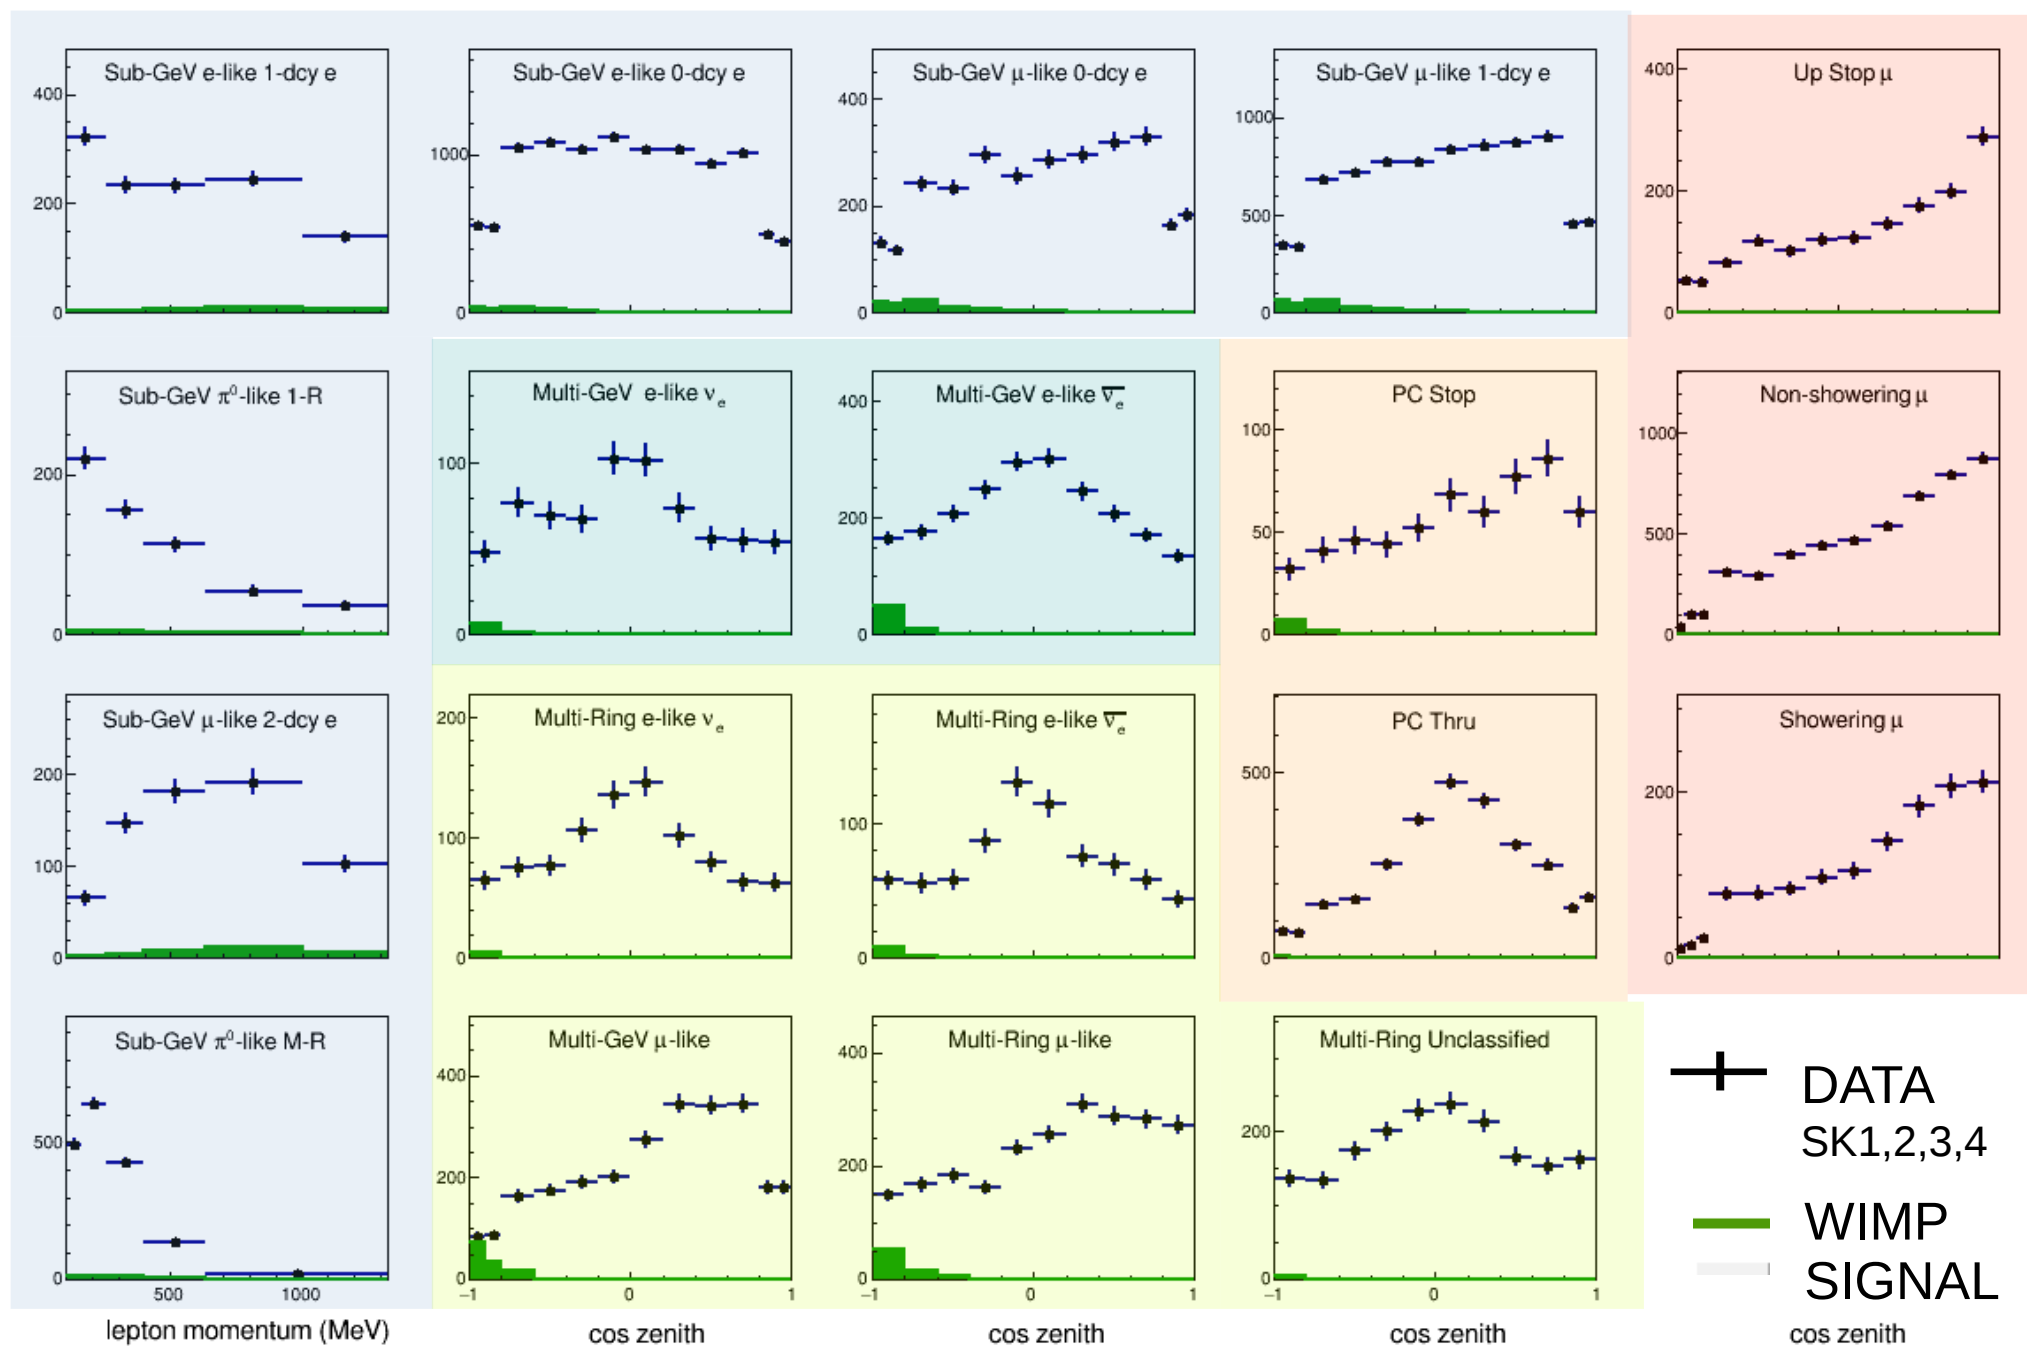 Sub-GeV e-like 1-dcy e
400
200
0
Sub-GeV e-like 0-dcy e
1000
0
Sub-GeV μ-like 0-dcy e
400
200
0
Sub-GeV μ-like 1-dcy e
1000
500
0
Up Stop μ
400
200
0
Sub-GeV π⁰-like 1-R
200
0
Multi-GeV e-like νe
100
0
Multi-GeV e-like ν̅e
400
200
0
PC Stop
100
50
0
Non-showering μ
1000
500
0
Sub-GeV μ-like 2-dcy e
200
100
0
Multi-Ring e-like νe
200
100
0
Multi-Ring e-like ν̅e
100
0
PC Thru
500
0
Showering μ
200
0
Sub-GeV π⁰-like M-R
500
0
500 1000
lepton momentum (MeV)
Multi-GeV μ-like
400
200
0
−1 0 1
cos zenith
Multi-Ring μ-like
400
200
0
−1 0 1
cos zenith
Multi-Ring Unclassified
200
0
−1 0 1
cos zenith
DATA
SK1,2,3,4
WIMP
SIGNAL
cos zenith